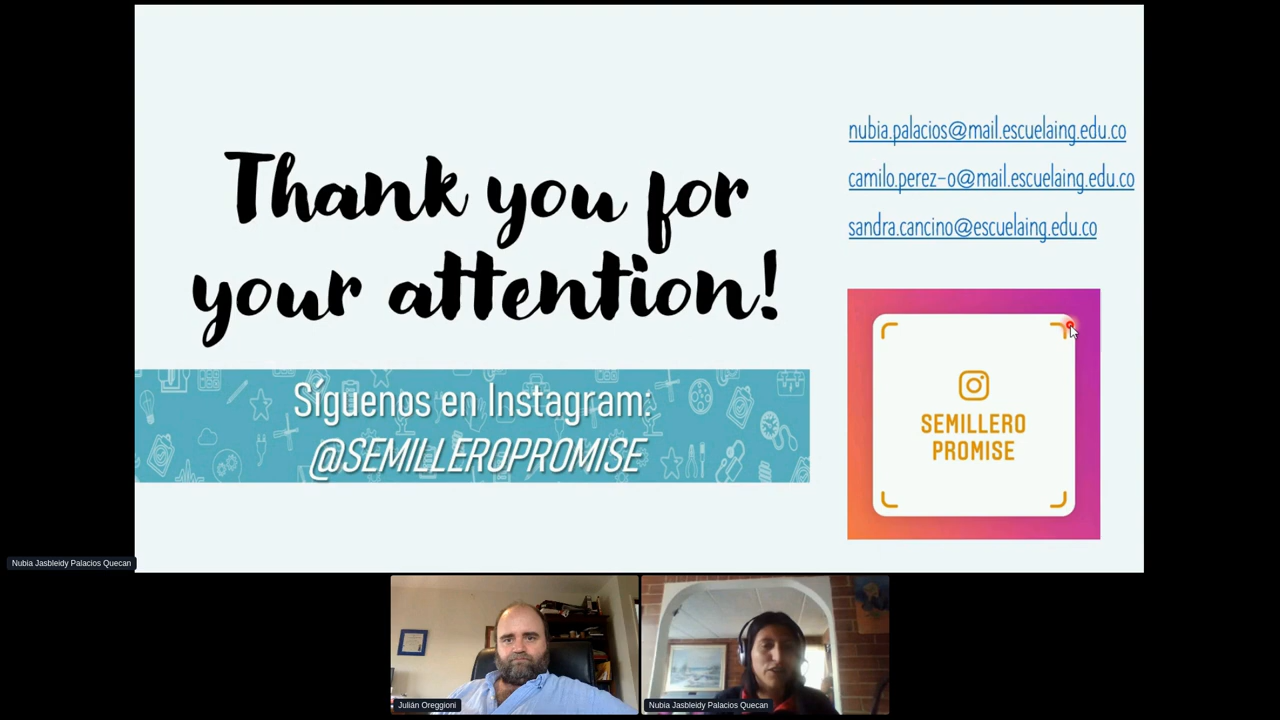 Thank you for
your attention!
Síguenos en Instagram:
@SEMILLEROPROMISE
nubia.palacios@mail.escuelaing.edu.co
camilo.perez-o@mail.escuelaing.edu.co
sandra.cancino@escuelaing.edu.co
SEMILLERO
PROMISE
Nubia Jasbleidy Palacios Quecan
Julián Oreggioni
Nubia Jasbleidy Palacios Quecan